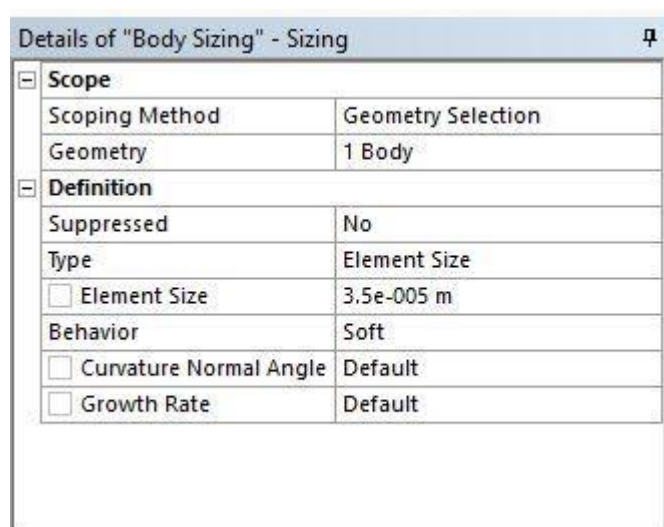 Details of "Body Sizing" - Sizing
Scope
Scoping Method Geometry Selection
Geometry 1 Body
Definition
Suppressed No
Type Element Size
Element Size 3.5e-005 m
Behavior Soft
Curvature Normal Angle Default
Growth Rate Default